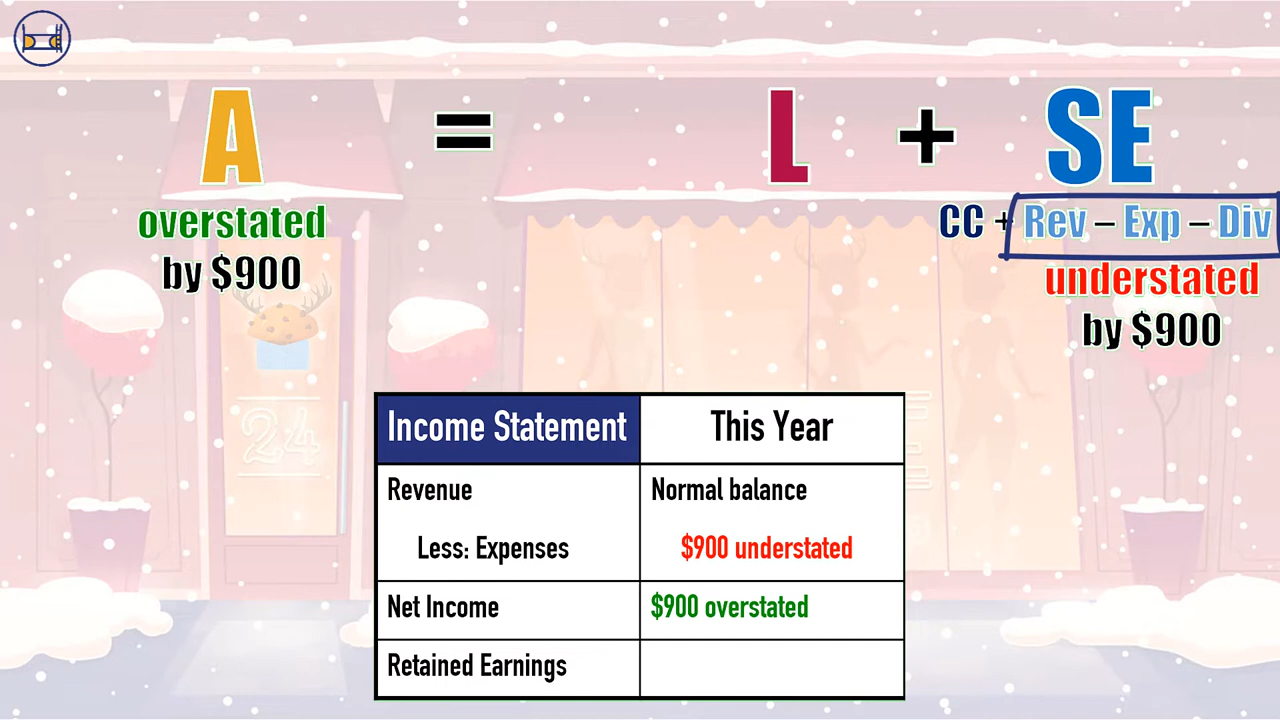 A = L + SE
overstated
by $900
CC + Rev – Exp – Div
understated
by $900
24
Income Statement This Year
Revenue Normal balance
Less: Expenses $900 understated
Net Income $900 overstated
Retained Earnings